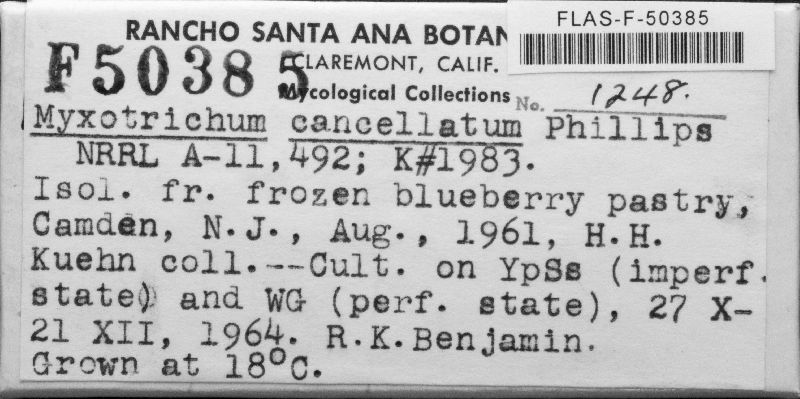 FLAS-F-50385
RANCHO SANTA ANA BOTAN
F50385
CLAREMONT, CALIF.
Mycological Collections No. 1248.
Myxotrichum cancellatum Phillips
NRRL A-11,492; K#1983.
Isol. fr. frozen blueberry pastry,
Camden, N.J., Aug., 1961, H.H.
Kuehn coll.--Cult. on YpSs (imperf.
state) and WG (perf. state), 27 X-
21 XII, 1964. R.K.Benjamin.
Grown at 18°C.